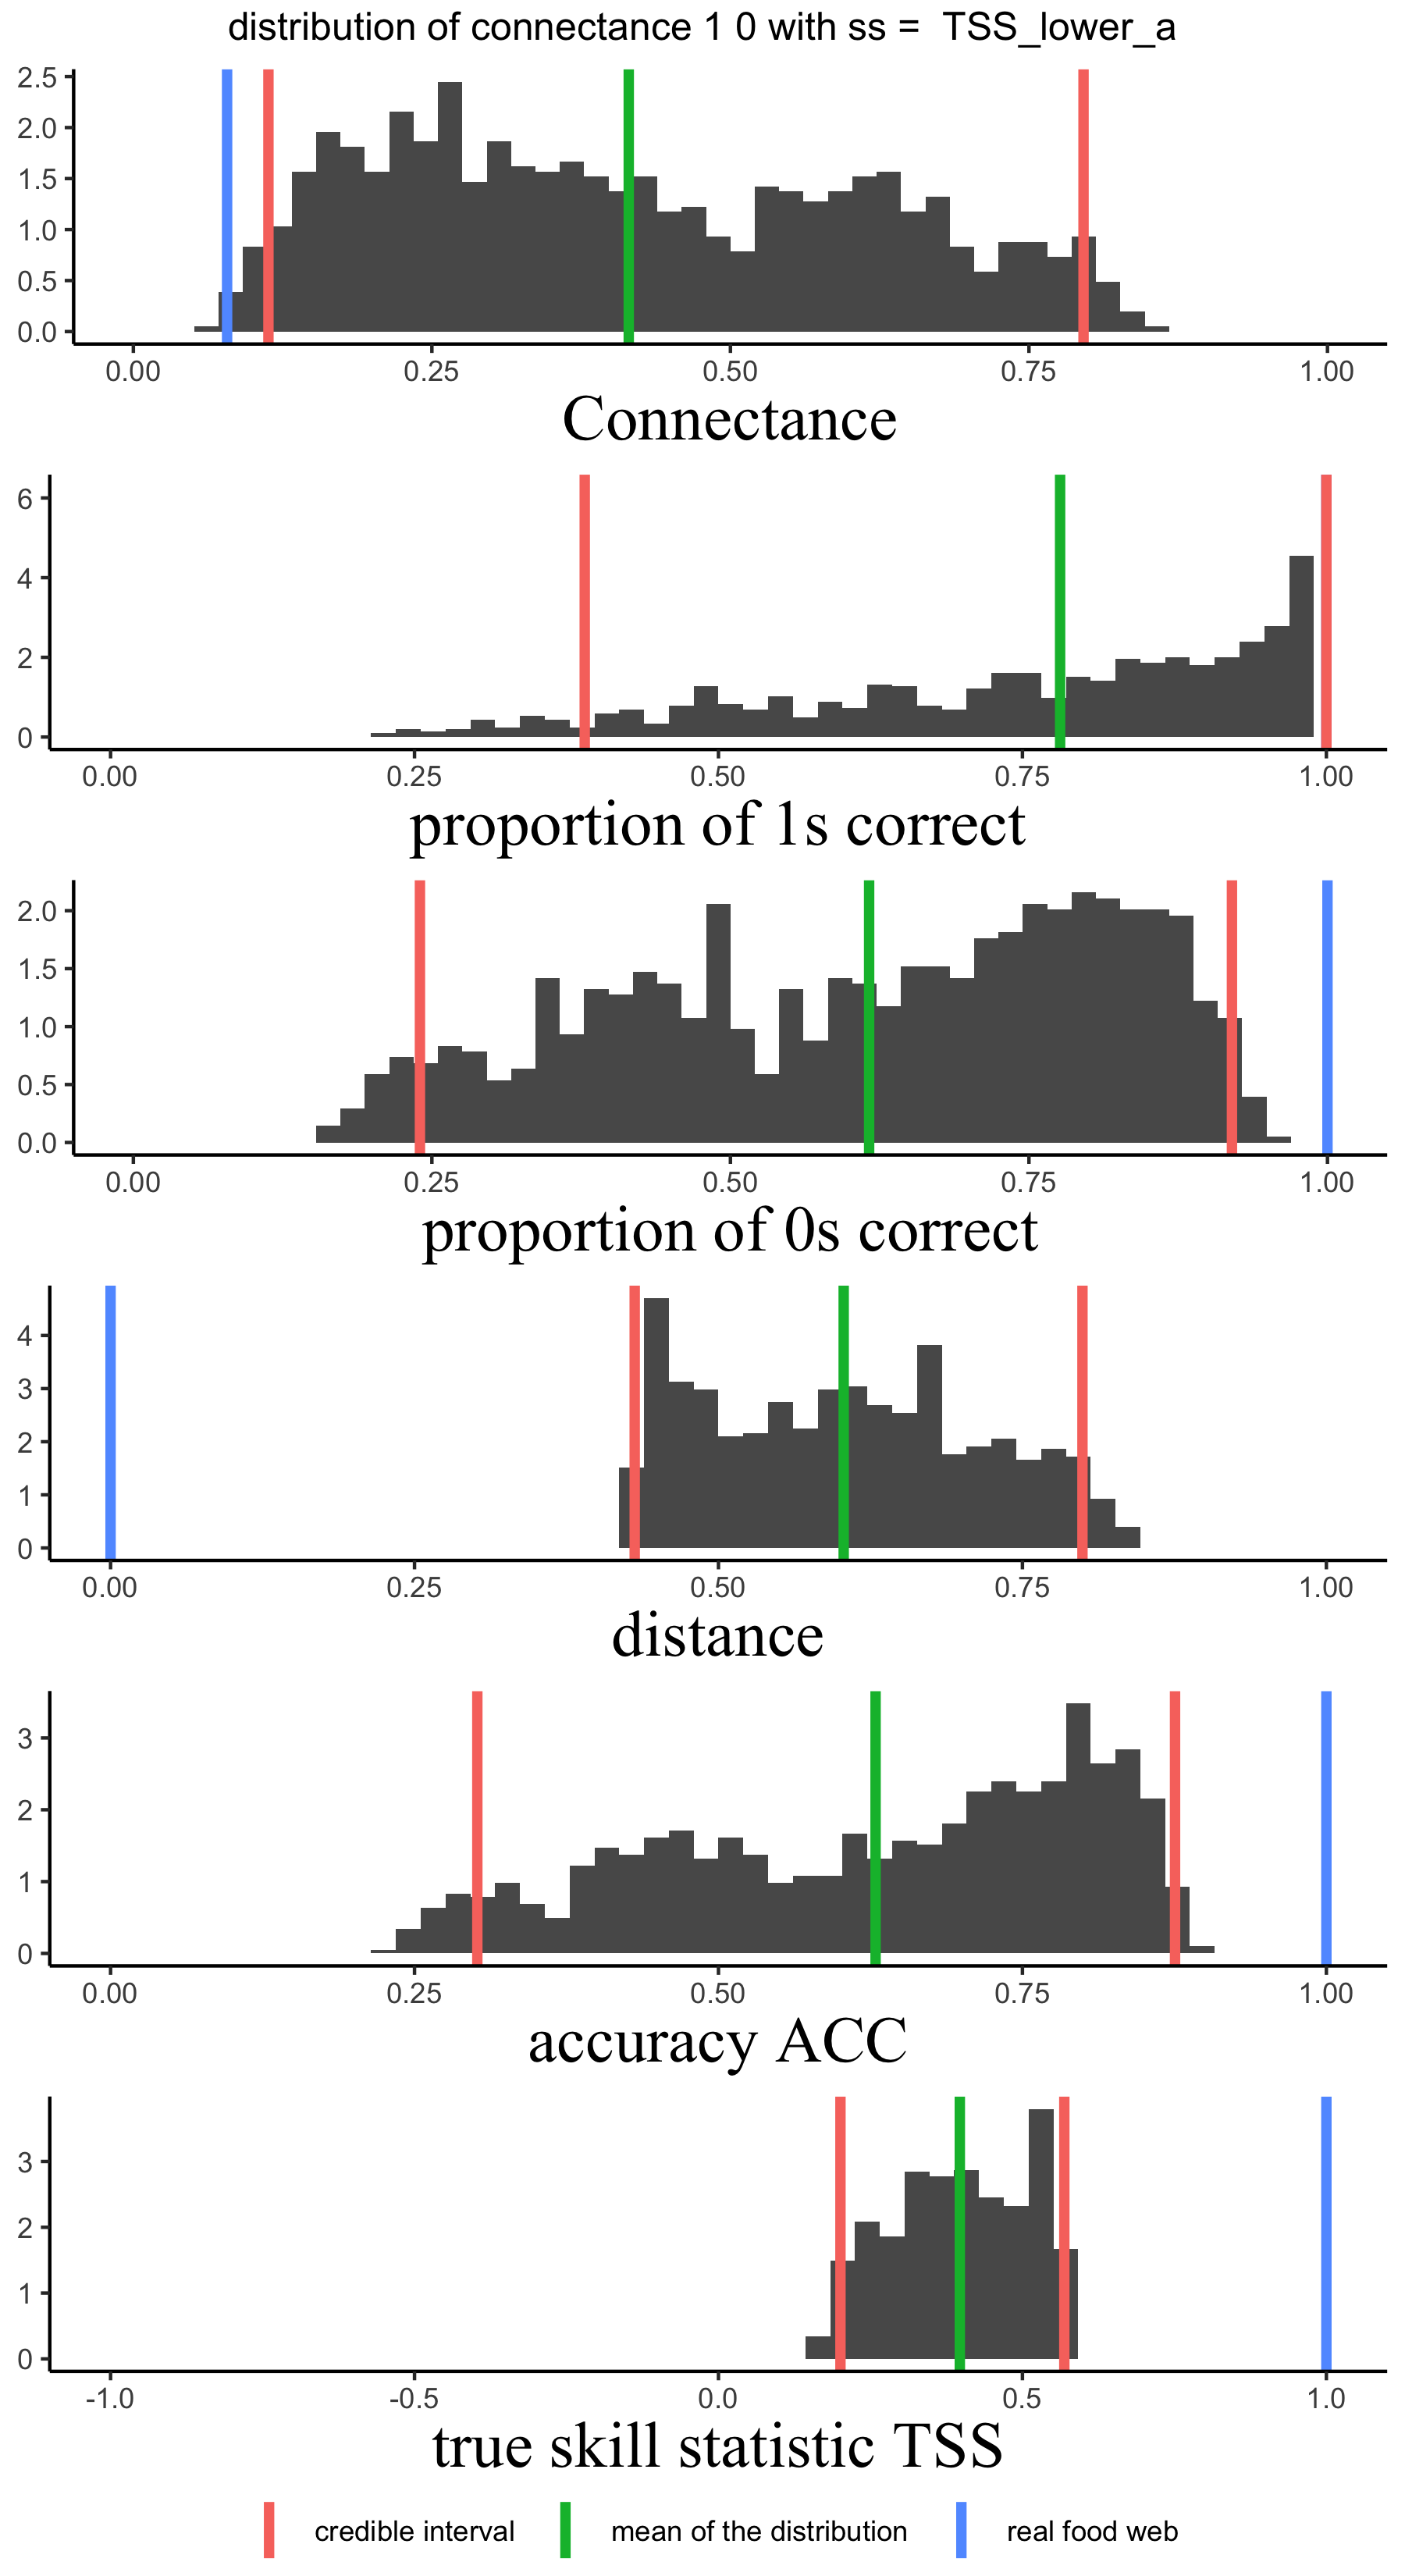 distribution of connectance 1 0 with ss =  TSS_lower_a
2.5
2.0
1.5
1.0
0.5
0.0
0.00 0.25 0.50 0.75 1.00
Connectance
6
4
2
0
0.00 0.25 0.50 0.75 1.00
proportion of 1s correct
2.0
1.5
1.0
0.5
0.0
0.00 0.25 0.50 0.75 1.00
proportion of 0s correct
4
3
2
1
0
0.00 0.25 0.50 0.75 1.00
distance
3
2
1
0
0.00 0.25 0.50 0.75 1.00
accuracy ACC
3
2
1
0
-1.0 -0.5 0.0 0.5 1.0
true skill statistic TSS
credible interval mean of the distribution real food web